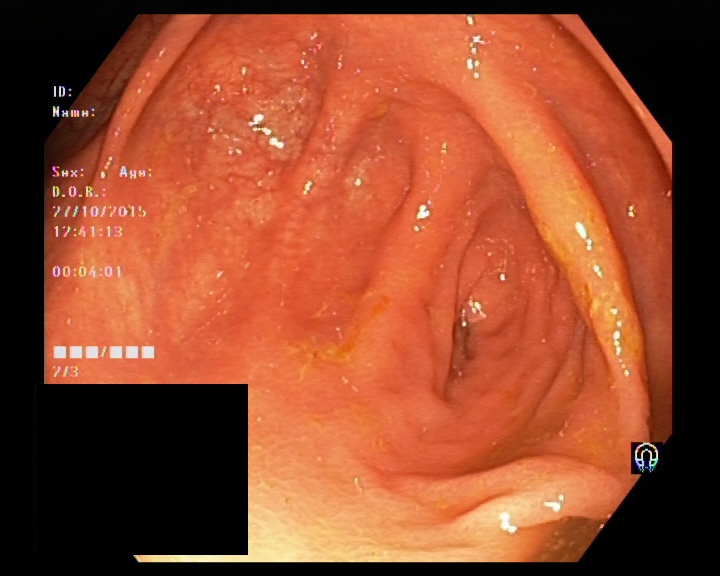 ID:
Name:
Sex: Age:
D.O.B.:
27/10/2015
12:41:13
00:04:01
■■■/■■■
2/3